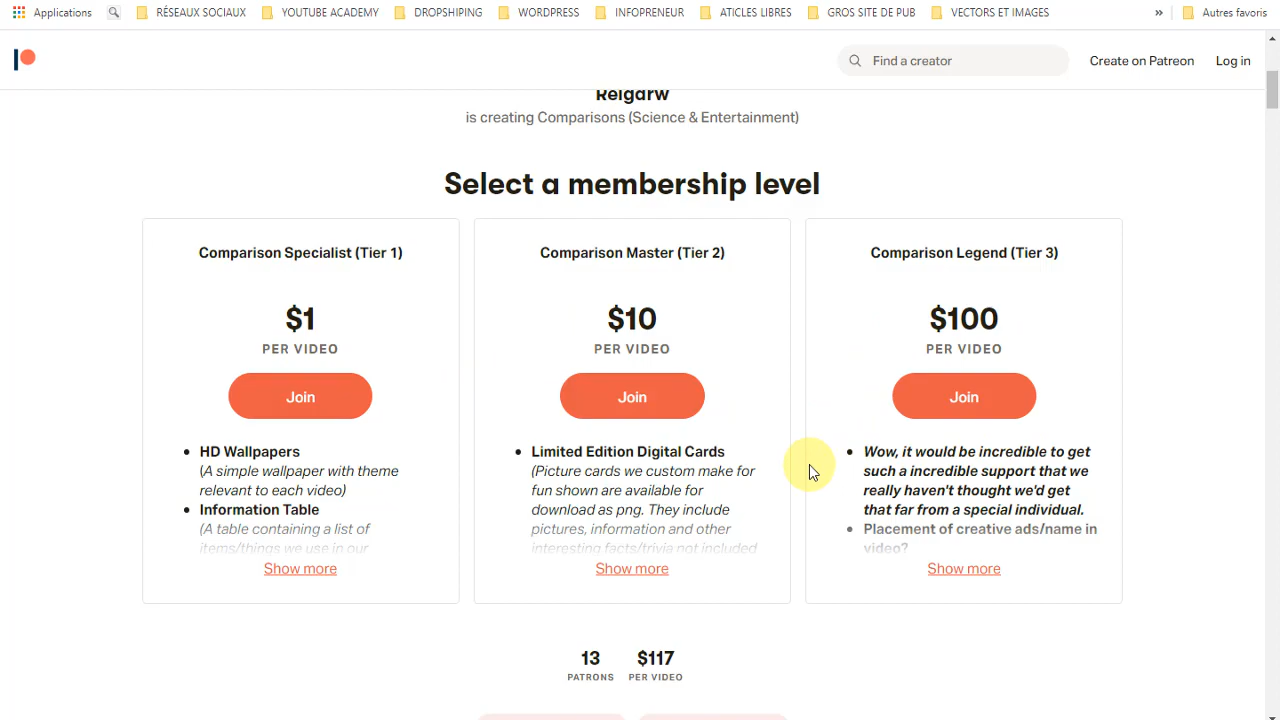 Applications RÉSEAUX SOCIAUX YOUTUBE ACADEMY DROPSHIPING WORDPRESS INFOPRENEUR ATICLES LIBRES GROS SITE DE PUB VECTORS ET IMAGES » Autres favoris
Find a creator Create on Patreon Log in
Reigarw
is creating Comparisons (Science & Entertainment)
Select a membership level
Comparison Specialist (Tier 1)
$1
PER VIDEO
Join
• HD Wallpapers
(A simple wallpaper with theme
relevant to each video)
• Information Table
(A table containing a list of
items/things we use in our
Show more
Comparison Master (Tier 2)
$10
PER VIDEO
Join
• Limited Edition Digital Cards
(Picture cards we custom make for
fun shown are available for
download as png. They include
pictures, information and other
interesting facts/trivia not included
Show more
Comparison Legend (Tier 3)
$100
PER VIDEO
Join
• Wow, it would be incredible to get
such a incredible support that we
really haven't thought we'd get
that far from a special individual.
• Placement of creative ads/name in
video?
Show more
13 $117
PATRONS PER VIDEO